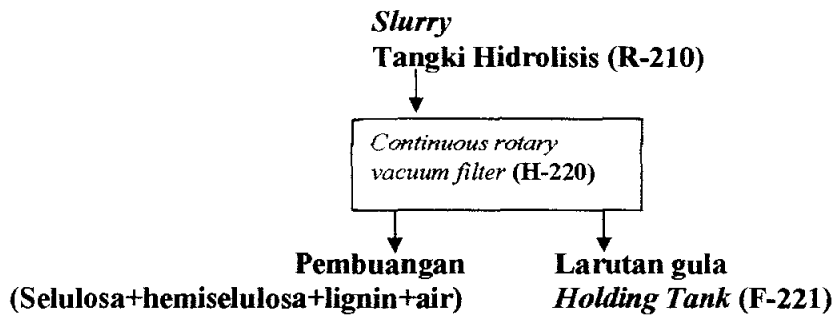 Slurry
Tangki Hidrolisis (R-210)
Continuous rotary
vacuum filter (H-220)
Pembuangan
(Selulosa+hemiselulosa+lignin+air)
Larutan gula
Holding Tank (F-221)